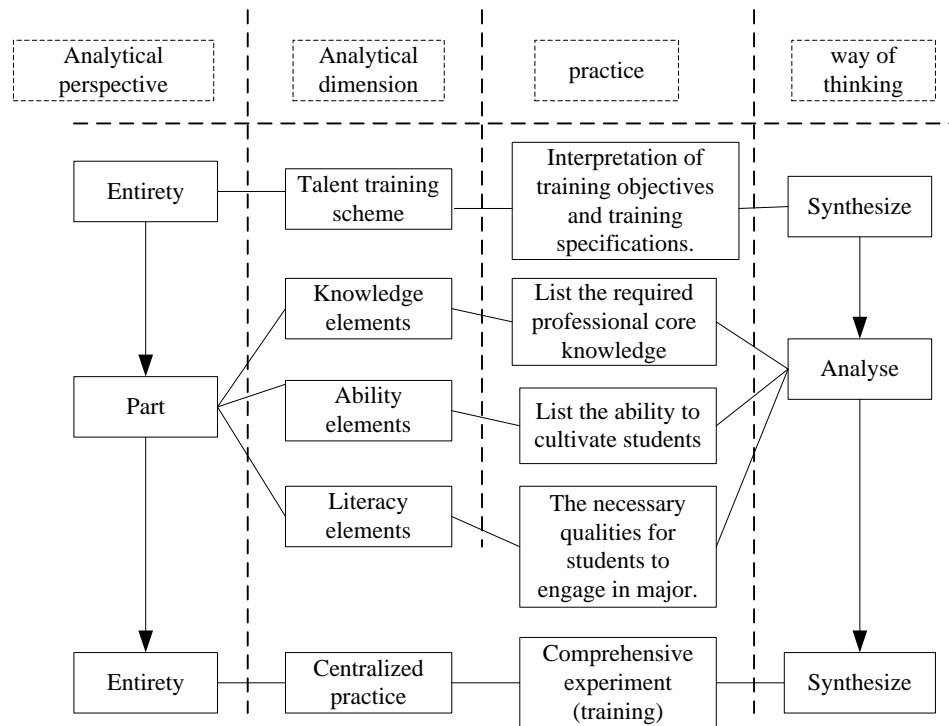 Analytical
perspective
Analytical
dimension
practice
way of
thinking
Entirety
Talent training
scheme
Interpretation of
training objectives
and training
specifications.
Synthesize
Knowledge
elements
List the required
professional core
knowledge
Analyse
Part
Ability
elements
List the ability to
cultivate students
Literacy
elements
The necessary
qualities for
students to
engage in major.
Entirety
Centralized
practice
Comprehensive
experiment
(training)
Synthesize